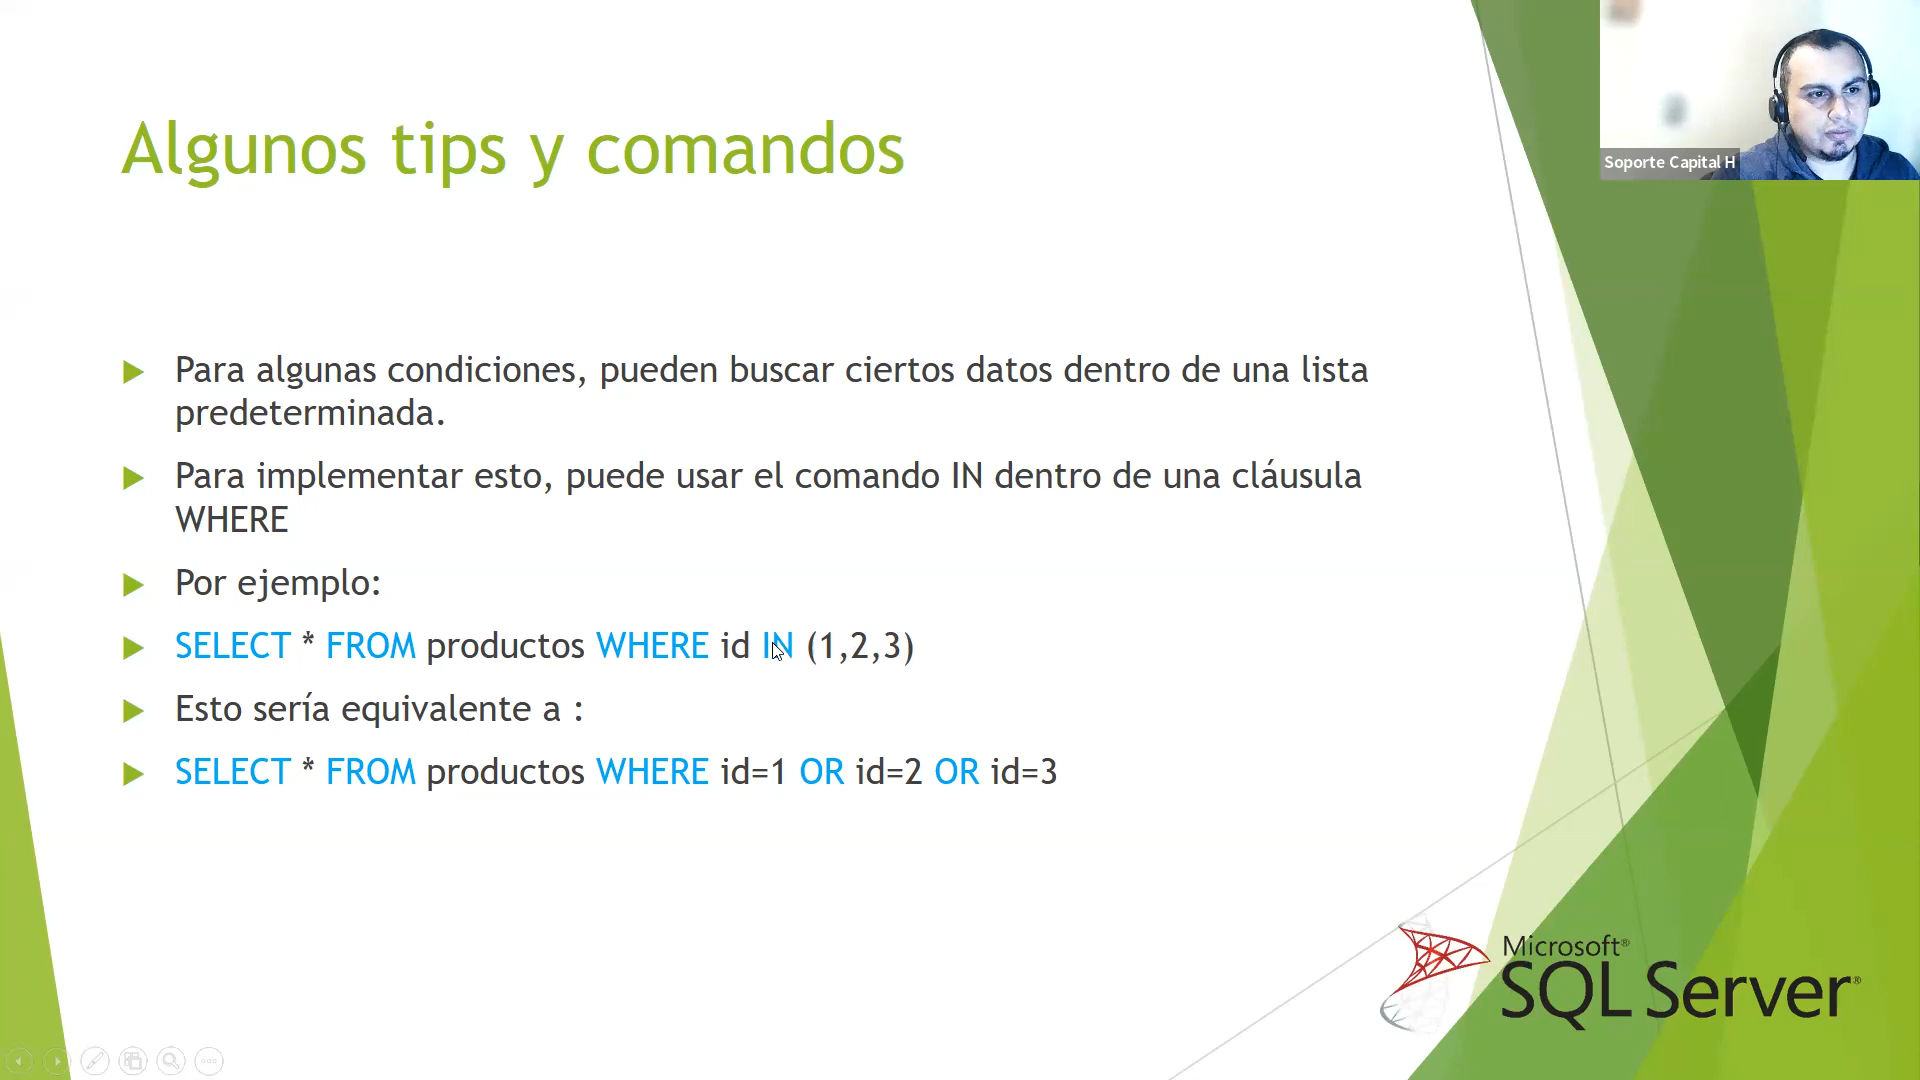 Soporte Capital H
Algunos tips y comandos
Para algunas condiciones, pueden buscar ciertos datos dentro de una lista
predeterminada.
Para implementar esto, puede usar el comando IN dentro de una cláusula
WHERE
Por ejemplo:
SELECT * FROM productos WHERE id IN (1,2,3)
Esto sería equivalente a :
SELECT * FROM productos WHERE id=1 OR id=2 OR id=3
Microsoft®
SQL Server®